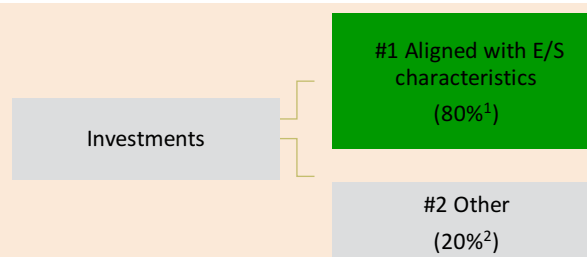 #1 Aligned with E/S
characteristics
(80%¹)
Investments
#2 Other
(20%²)